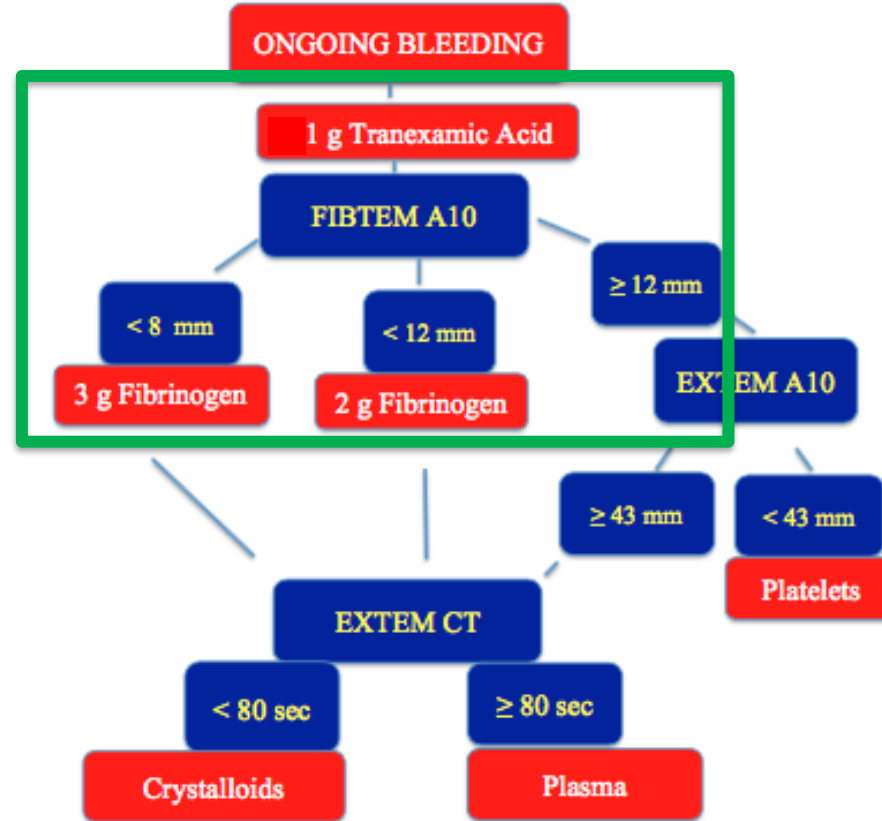 ONGOING BLEEDING
1 g Tranexamic Acid
FIBTEM A10
≥ 12 mm
< 8 mm
< 12 mm
3 g Fibrinogen
2 g Fibrinogen
EXTEM A10
≥ 43 mm
< 43 mm
Platelets
EXTEM CT
< 80 sec
≥ 80 sec
Crystalloids
Plasma